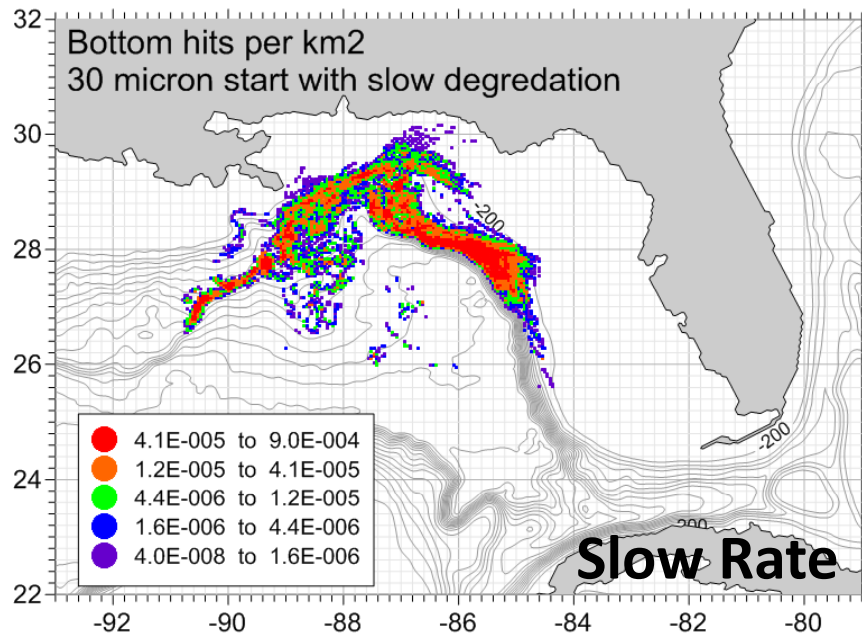 Bottom hits per km2
30 micron start with slow degredation
32
30
28
26
24
22
-200
-200
200
4.1E-005 to 9.0E-004
1.2E-005 to 4.1E-005
4.4E-006 to 1.2E-005
1.6E-006 to 4.4E-006
4.0E-008 to 1.6E-006
Slow Rate
-92 -90 -88 -86 -84 -82 -80